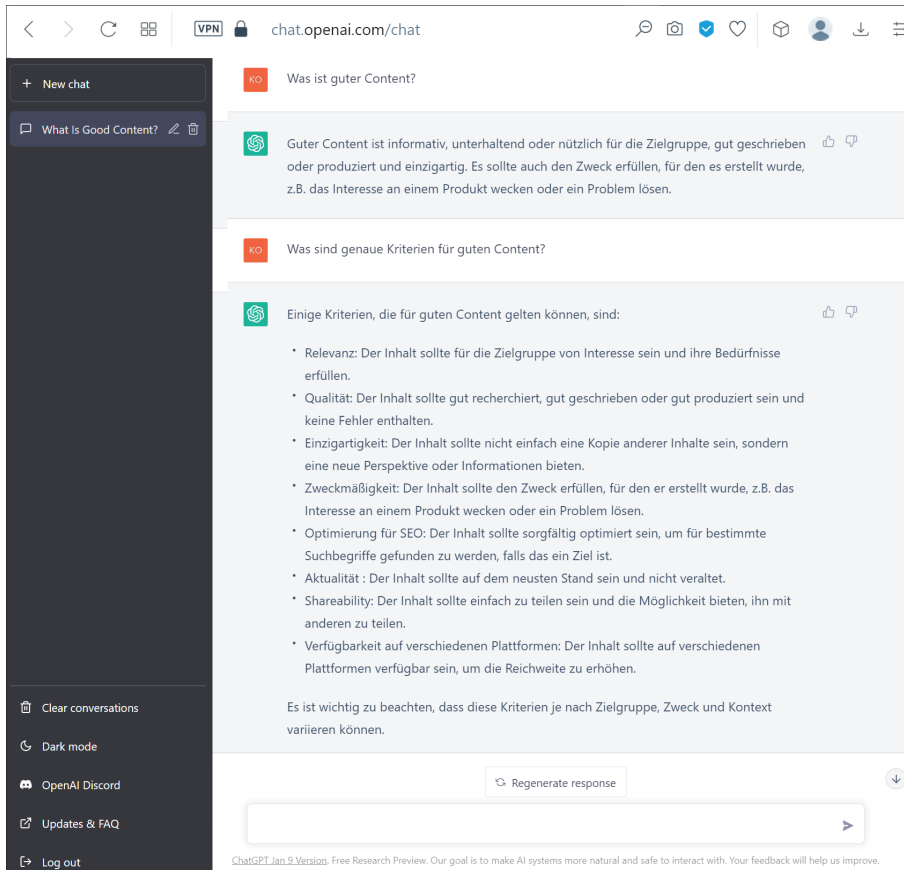 VPN
chat.openai.com/chat
+ New chat
What Is Good Content?
KO
Was ist guter Content?
Guter Content ist informativ, unterhaltend oder nützlich für die Zielgruppe, gut geschrieben
oder produziert und einzigartig. Es sollte auch den Zweck erfüllen, für den es erstellt wurde,
z.B. das Interesse an einem Produkt wecken oder ein Problem lösen.
KO
Was sind genaue Kriterien für guten Content?
Einige Kriterien, die für guten Content gelten können, sind:
• Relevanz: Der Inhalt sollte für die Zielgruppe von Interesse sein und ihre Bedürfnisse
erfüllen.
• Qualität: Der Inhalt sollte gut recherchiert, gut geschrieben oder gut produziert sein und
keine Fehler enthalten.
• Einzigartigkeit: Der Inhalt sollte nicht einfach eine Kopie anderer Inhalte sein, sondern
eine neue Perspektive oder Informationen bieten.
• Zweckmäßigkeit: Der Inhalt sollte den Zweck erfüllen, für den er erstellt wurde, z.B. das
Interesse an einem Produkt wecken oder ein Problem lösen.
• Optimierung für SEO: Der Inhalt sollte sorgfältig optimiert sein, um für bestimmte
Suchbegriffe gefunden zu werden, falls das ein Ziel ist.
• Aktualität : Der Inhalt sollte auf dem neusten Stand sein und nicht veraltet.
• Shareability: Der Inhalt sollte einfach zu teilen sein und die Möglichkeit bieten, ihn mit
anderen zu teilen.
• Verfügbarkeit auf verschiedenen Plattformen: Der Inhalt sollte auf verschiedenen
Plattformen verfügbar sein, um die Reichweite zu erhöhen.
Es ist wichtig zu beachten, dass diese Kriterien je nach Zielgruppe, Zweck und Kontext
variieren können.
Clear conversations
Dark mode
OpenAI Discord
Updates & FAQ
Log out
Regenerate response
ChatGPT Jan 9 Version. Free Research Preview. Our goal is to make AI systems more natural and safe to interact with. Your feedback will help us improve.